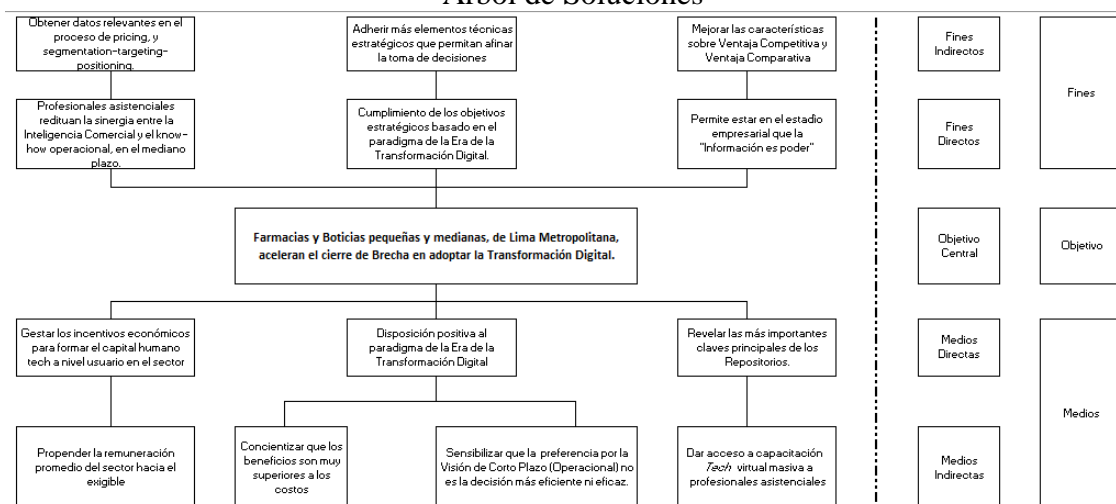 Árbol de Soluciones
Obtener datos relevantes en el
proceso de pricing, y
segmentation-targeting-
positioning.
Adherir más elementos técnicas
estratégicos que permitan afinar
la toma de decisiones
Mejorar las características
sobre Ventaja Competitiva y
Ventaja Comparativa
Fines
Indirectos
Fines
Profesionales asistenciales
redituan la sinergia entre la
Inteligencia Comercial y el know-
how operacional, en el mediano
plazo.
Cumplimiento de los objetivos
estratégicos basado en el
paradigma de la Era de la
Transformación Digital.
Permite estar en el estadio
empresarial que la
"Información es poder"
Fines
Directos
Farmacias y Boticias pequeñas y medianas, de Lima Metropolitana,
aceleran el cierre de Brecha en adoptar la Transformación Digital.
Objetivo
Central
Objetivo
Gestar los incentivos económicos
para formar el capital humano
tech a nivel usuario en el sector
Disposición positiva al
paradigma de la Era de la
Transformación Digital
Revelar las más importantes
claves principales de los
Repositorios.
Medios
Directas
Medios
Propender la remuneración
promedio del sector hacia el
exigible
Concientizar que los
beneficios son muy
superiores a los
costos
Sensibilizar que la preferencia por la
Visión de Corto Plazo (Operacional) no
es la decisión más eficiente ni eficaz.
Dar acceso a capacitación
Tech virtual masiva a
profesionales asistenciales
Medios
Indirectas